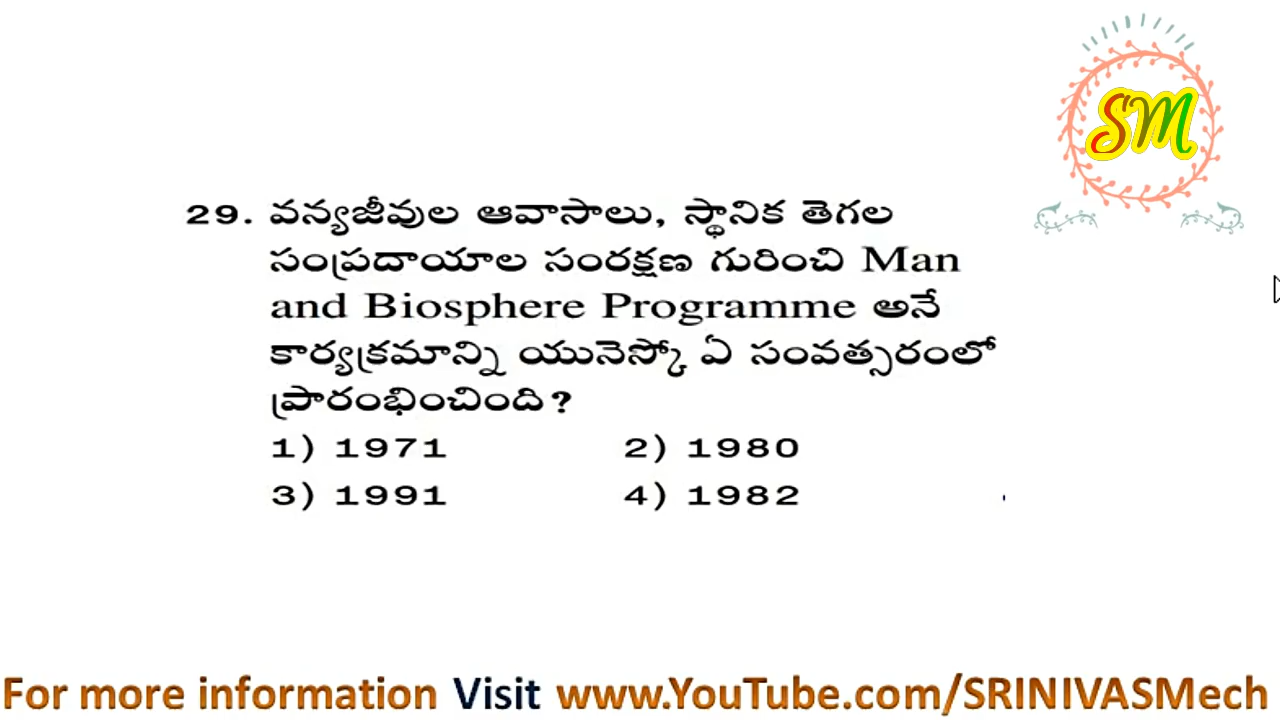 SM
29. వన్యజీవుల ఆవాసాలు, స్థానిక తెగల
సంప్రదాయాల సంరక్షణ గురించి Man
and Biosphere Programme అనే
కార్యక్రమాన్ని యునెస్కో ఏ సంవత్సరంలో
ప్రారంభించింది?
1) 1971 2) 1980
3) 1991 4) 1982
For more information Visit www.YouTube.com/SRINIVASMech